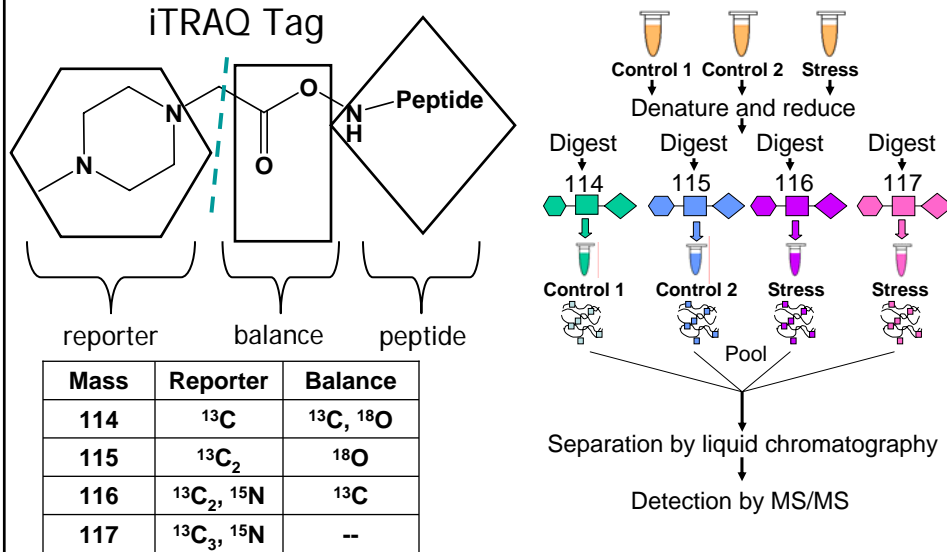 iTRAQ Tag
N
N
O
O
N
H
Peptide
reporter balance peptide
Mass Reporter Balance
114 ¹³C ¹³C, ¹⁸O
115 ¹³C₂ ¹⁸O
116 ¹³C₂, ¹⁵N ¹³C
117 ¹³C₃, ¹⁵N --
Control 1 Control 2 Stress
Denature and reduce
Digest Digest Digest Digest
114 115 116 117
Control 1 Control 2 Stress Stress
Pool
Separation by liquid chromatography
Detection by MS/MS